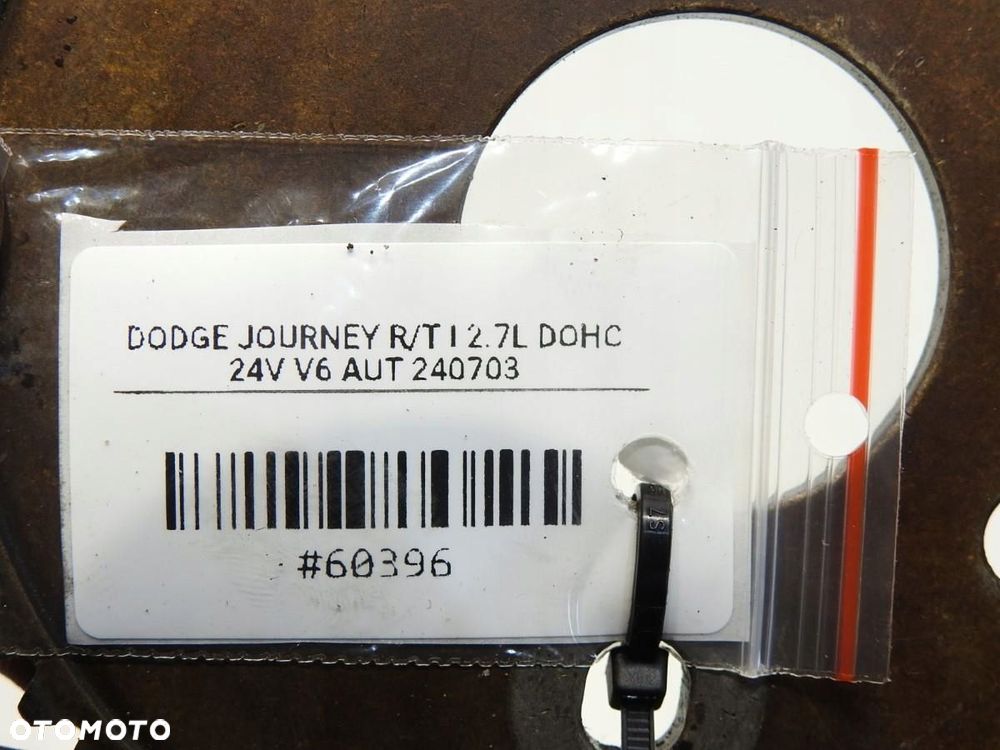 DODGE JOURNEY R/T I 2.7L DOHC
24V V6 AUT 240703
#60396
OTOMOTO